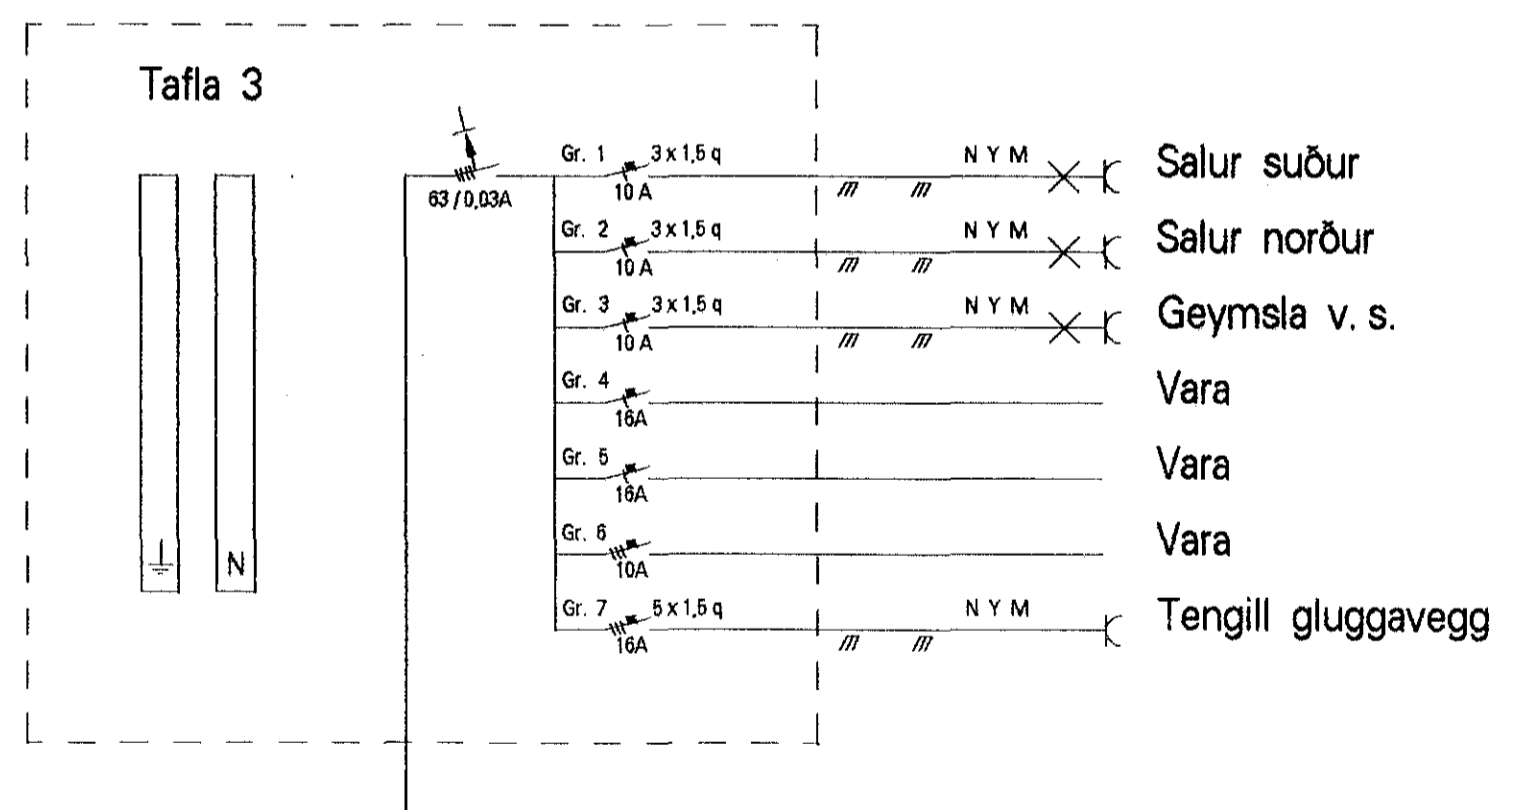 Tafla 3
63 / 0,03A
N
Gr. 1 3 x 1,5 q N Y M Salur suður
10 A
Gr. 2 3 x 1,5 q N Y M Salur norður
10 A
Gr. 3 3 x 1,5 q N Y M Geymsla v. s.
10 A
Gr. 4 Vara
16A
Gr. 5 Vara
16A
Gr. 6 Vara
10A
Gr. 7 5 x 1,5 q N Y M Tengill gluggavegg
16A